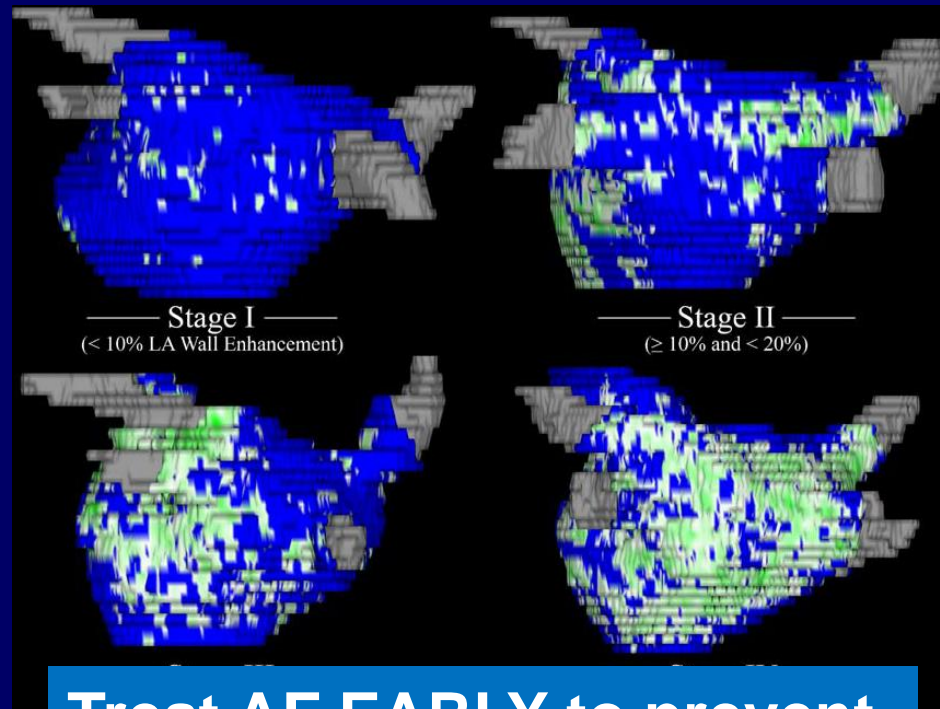 Stage I
(< 10% LA Wall Enhancement)
Stage II
(≥ 10% and < 20%)
Treat AF EARLY to prevent